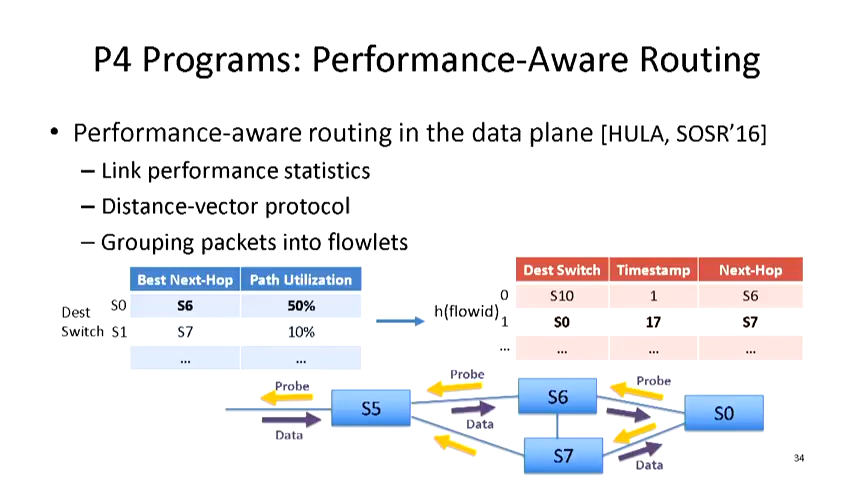 P4 Programs: Performance-Aware Routing
• Performance-aware routing in the data plane [HULA, SOSR'16]
– Link performance statistics
– Distance-vector protocol
– Grouping packets into flowlets
Best Next-Hop Path Utilization
Dest Switch
S0 S6 50%
S1 S7 10%
... ...
h(flowid)
Dest Switch Timestamp Next-Hop
0 S10 1 S6
1 S0 17 S7
... ... ... ...
Probe
Probe
Probe
S5
S6
S0
S7
Data
Data
Data
34